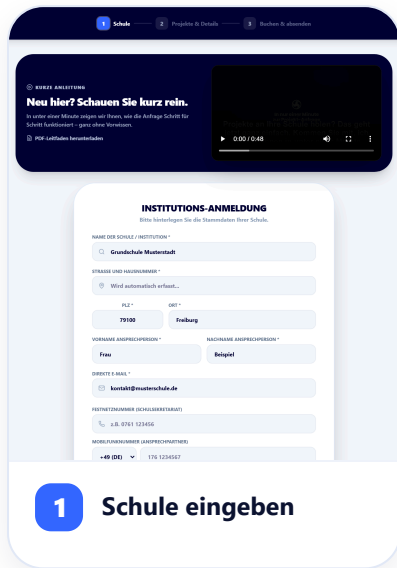 1 Schule 2 Projekte & Details 3 Buchen & absenden
KURZE ANLEITUNG
Neu hier? Schauen Sie kurz rein.
In unter einer Minute zeigen wir Ihnen, wie die Anfrage Schritt für
Schritt funktioniert – ganz ohne Vorwissen.
PDF-Leitfaden herunterladen
0:00 / 0:48
INSTITUTIONS-ANMELDUNG
Bitte hinterlegen Sie die Stammdaten Ihrer Schule.
NAME DER SCHULE / INSTITUTION *
Grundschule Musterstadt
STRASSE UND HAUSNUMMER *
Wird automatisch erfasst...
PLZ * ORT *
79100 Freiburg
VORNAME ANSPRECHPERSON * NACHNAME ANSPRECHPERSON *
Frau Beispiel
DIREKTE E-MAIL *
kontakt@musterschule.de
FESTNETZNUMMER (SCHULSEKRETARIAT)
z.B. 0761 123456
MOBILFUNKNUMMER (ANSPRECHPARTNER)
+49 (DE) 176 1234567
1 Schule eingeben